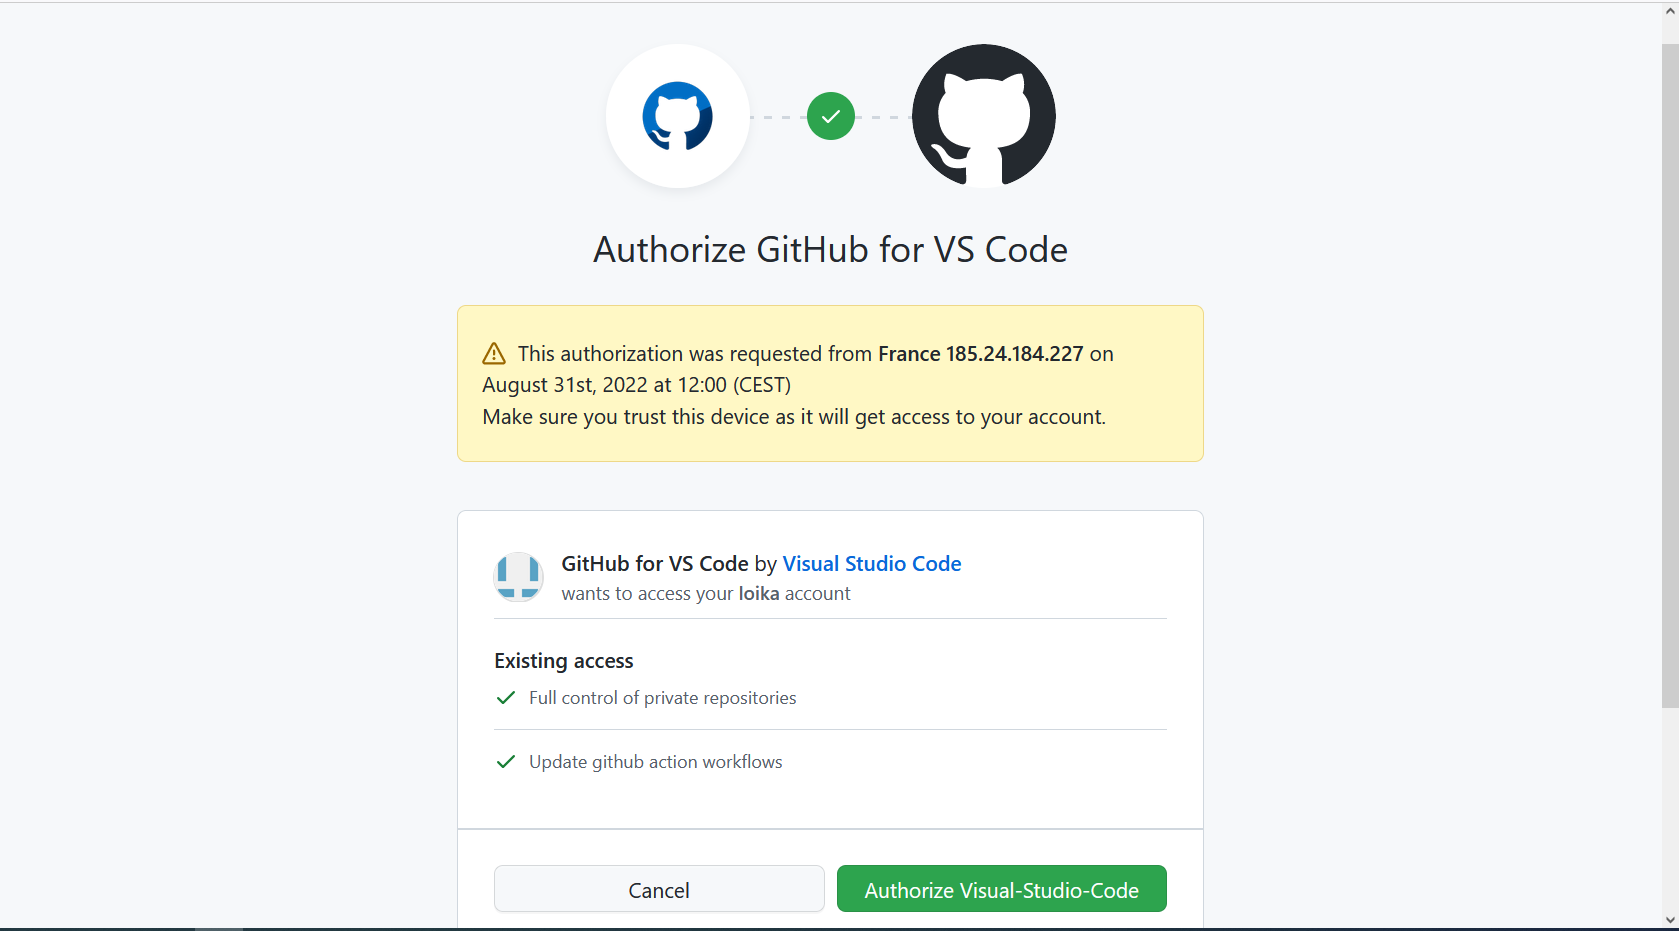 Authorize GitHub for VS Code
This authorization was requested from France 185.24.184.227 on
August 31st, 2022 at 12:00 (CEST)
Make sure you trust this device as it will get access to your account.
GitHub for VS Code by Visual Studio Code
wants to access your loika account
Existing access
Full control of private repositories
Update github action workflows
Cancel
Authorize Visual-Studio-Code